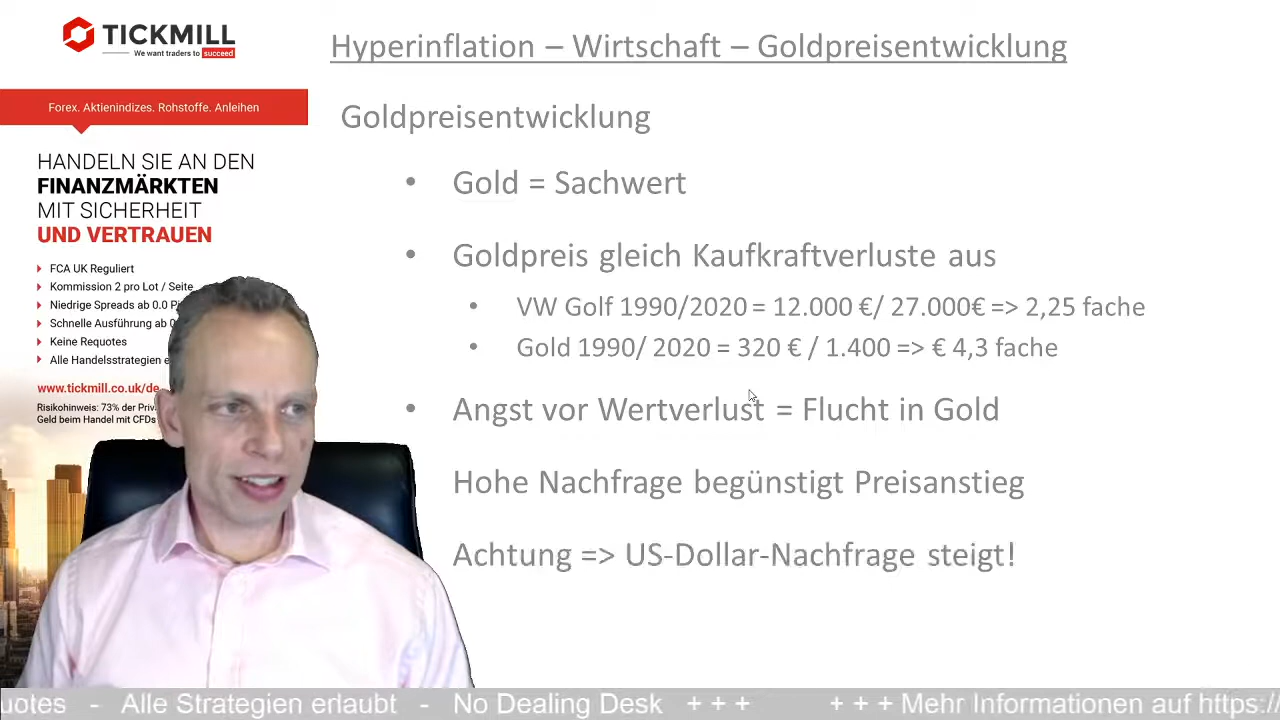 TICKMILL
We want traders to succeed
Forex. Aktienindizes. Rohstoffe. Anleihen
HANDELN SIE AN DEN
FINANZMÄRKTEN
MIT SICHERHEIT
UND VERTRAUEN
FCA UK Reguliert
Kommission 2 pro Lot / Seite
Niedrige Spreads ab 0.0
Schnelle Ausführung ab
Keine Requotes
Alle Handelsstrategien
www.tickmill.co.uk/de
Risikohinweis: 73% der
Geld beim Handel mit CFDs
Hyperinflation – Wirtschaft – Goldpreisentwicklung
Goldpreisentwicklung
• Gold = Sachwert
• Goldpreis gleich Kaufkraftverluste aus
• VW Golf 1990/2020 = 12.000 €/ 27.000€ => 2,25 fache
• Gold 1990/ 2020 = 320 € / 1.400 => € 4,3 fache
• Angst vor Wertverlust = Flucht in Gold
Hohe Nachfrage begünstigt Preisanstieg
Achtung => US-Dollar-Nachfrage steigt!
- Alle Strategien erlaubt - No Dealing Desk + + + + + + Mehr Informationen auf https:/